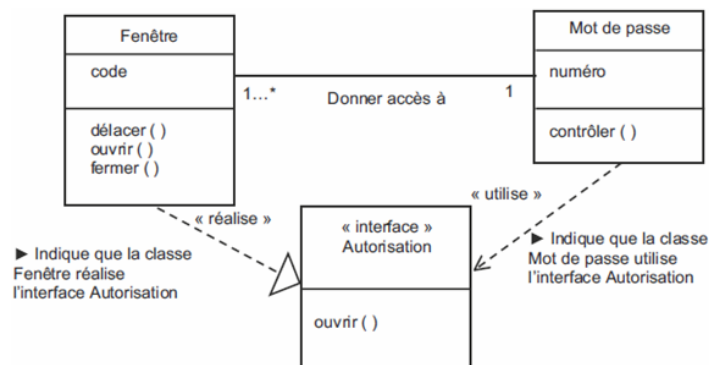 Fenêtre
code
délacer ( )
ouvrir ( )
fermer ( )
1...*
Donner accès à
1
Mot de passe
numéro
contrôler ( )
« réalise »
« utilise »
« interface »
Autorisation
ouvrir ( )
► Indique que la classe
Fenêtre réalise
l'interface Autorisation
► Indique que la classe
Mot de passe utilise
l'interface Autorisation